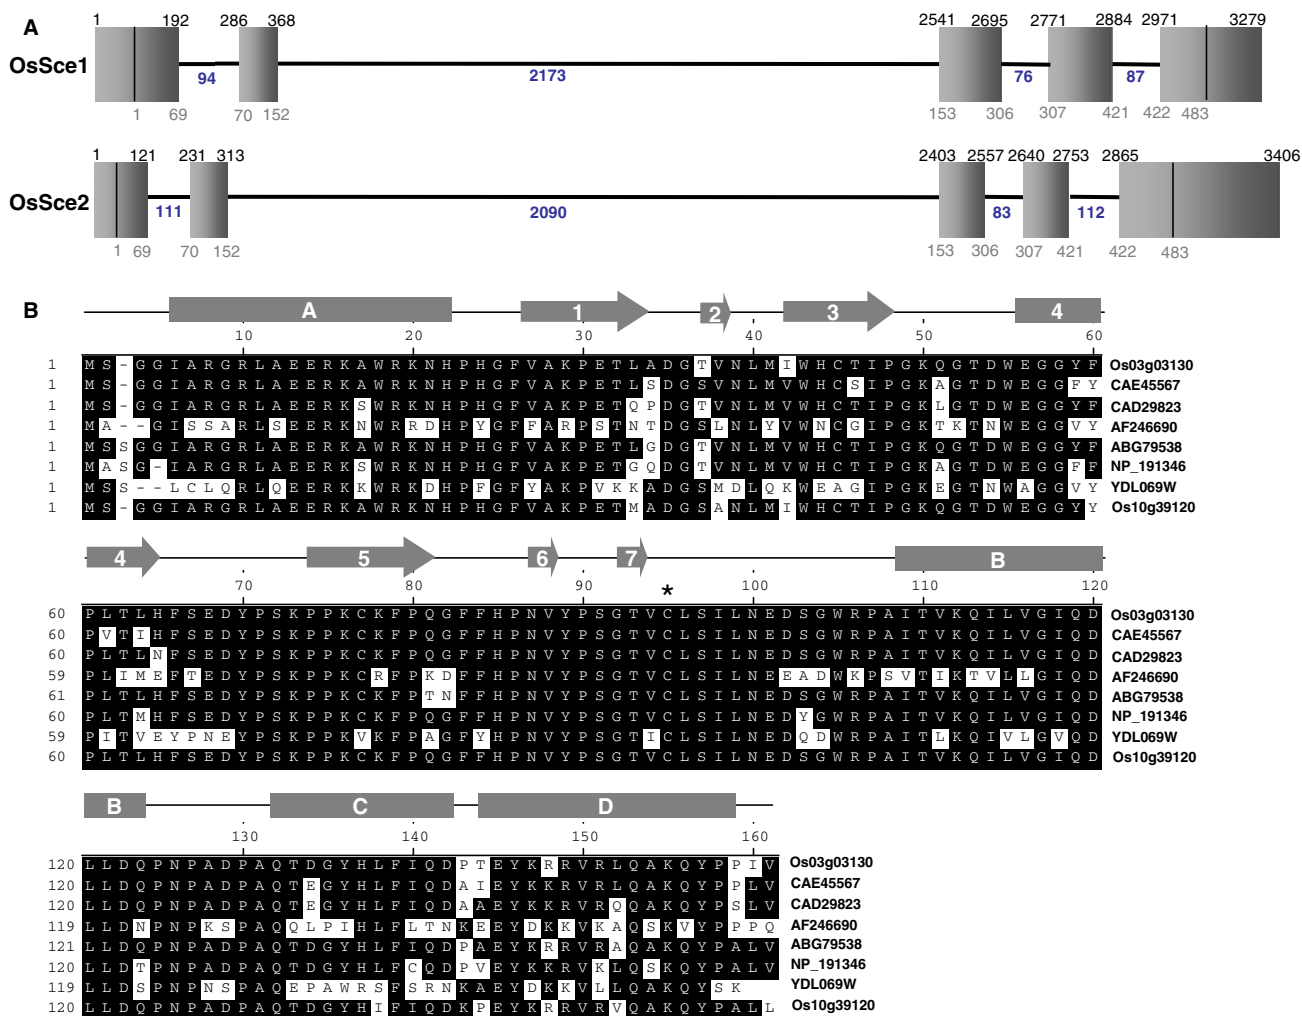 A
1 192 286 368 2541 2695 2771 2884 2971 3279
OsSce1
94 2173 76 87
1 69 70 152 153 306 307 421 422 483
1 121 231 313 2403 2557 2640 2753 2865 3406
OsSce2
111 2090 83 112
1 69 70 152 153 306 307 421 422 483
B
A 1 2 3 4
10 20 30 40 50 60
1 MS-GGIARGRLAEERKAWRKNHPHGFVAKPETLADGTVNLMIWHCTIPGKQGTDWEGGYF Os03g03130
1 MS-GGIARGRLAEERKAWRKNHPHGFVAKPETLSDGSVNLMVWHCSIPGKAGTDWEGGFY CAE45567
1 MS-GGIARGRLAEERKSWRKNHPHGFVAKPETQPDGTVNLMVWHCTIPGKLGTDWEGGYF CAD29823
1 MA--GISSARLSEERKNWRRDHPYGFFARPSTNTDGSLNLYVWNCGIPGKTKTNWEGGVY AF246690
1 MSSGGIARGRLAEERKAWRKNHPHGFVAKPETLGDGTVNLMVWHCTIPGKQGTDWEGGYF ABG79538
1 MASG-IARGRLAEERKSWRKNHPHGFVAKPETGQDGTVNLMVWHCTIPGKAGTDWEGGFF NP_191346
1 MSS--LCLQRLQEERKKWRKDHPFGFYAKPVKKADGSMDLQKWEAGIPGKEGTNWAGGVY YDL069W
1 MS-GGIARGRLAEERKAWRKNHPHGFVAKPETMADGSANLMIWHCTIPGKQGTDWEGGYY Os10g39120
4 5 6 7 B
70 80 90 * 100 110 120
60 PLTLHFSEDYPSKPPKCKFPQGFFHPNVYPSGTVCLSILNEDSGWRPAITVKQILVGIQD Os03g03130
60 PVTIHFSEDYPSKPPKCKFPQGFFHPNVYPSGTVCLSILNEDSGWRPAITVKQILVGIQD CAE45567
60 PLTLNFSEDYPSKPPKCKFPQGFFHPNVYPSGTVCLSILNEDSGWRPAITVKQILVGIQD CAD29823
59 PLIMEFTEDYPSKPPKCRFPKDFFHPNVYPSGTVCLSILNEEADWKPSVTIKTVLLGIQD AF246690
61 PLTLHFSEDYPSKPPKCKFPTNFFHPNVYPSGTVCLSILNEDSGWRPAITVKQILVGIQD ABG79538
60 PLTMHFSEDYPSKPPKCKFPQGFFHPNVYPSGTVCLSILNEDYGWRPAITVKQILVGIQD NP_191346
59 PITVEYPNEYPSKPPKVKFPAGFYHPNVYPSGTICLSILNEDQDWRPAITLKQIVLGVQD YDL069W
60 PLTLHFSEDYPSKPPKCKFPQGFFHPNVYPSGTVCLSILNEDSGWRPAITVKQILVGIQD Os10g39120
B C D
130 140 150 160
120 LLDQPNPADPAQTDGYHLFIQDPTEYKRRVRLQAKQYPPIV Os03g03130
120 LLDQPNPADPAQTEGYHLFIQDAIEYKKRVRLQAKQYPPLV CAE45567
120 LLDQPNPADPAQTEGYHLFIQDAAEYKKRVRQQAKQYPSLV CAD29823
119 LLDNPNPKSPAQQLPIHLFLTNKEEYDKKVKAQSKVYPPPQ AF246690
121 LLDQPNPADPAQTDGYHLFIQDPAEYKRRVRAQAKQYPALV ABG79538
120 LLDTPNPADPAQTDGYHLFCQDPVEYKKRVKLQSKQYPALV NP_191346
119 LLDSPNPNSPAQEPAWRSFSRNKAEYDKKVLLQAKQYSK YDL069W
120 LLDQPNPADPAQTDGYHIFIQDKPEYKRRVRVQAKQYPALL Os10g39120